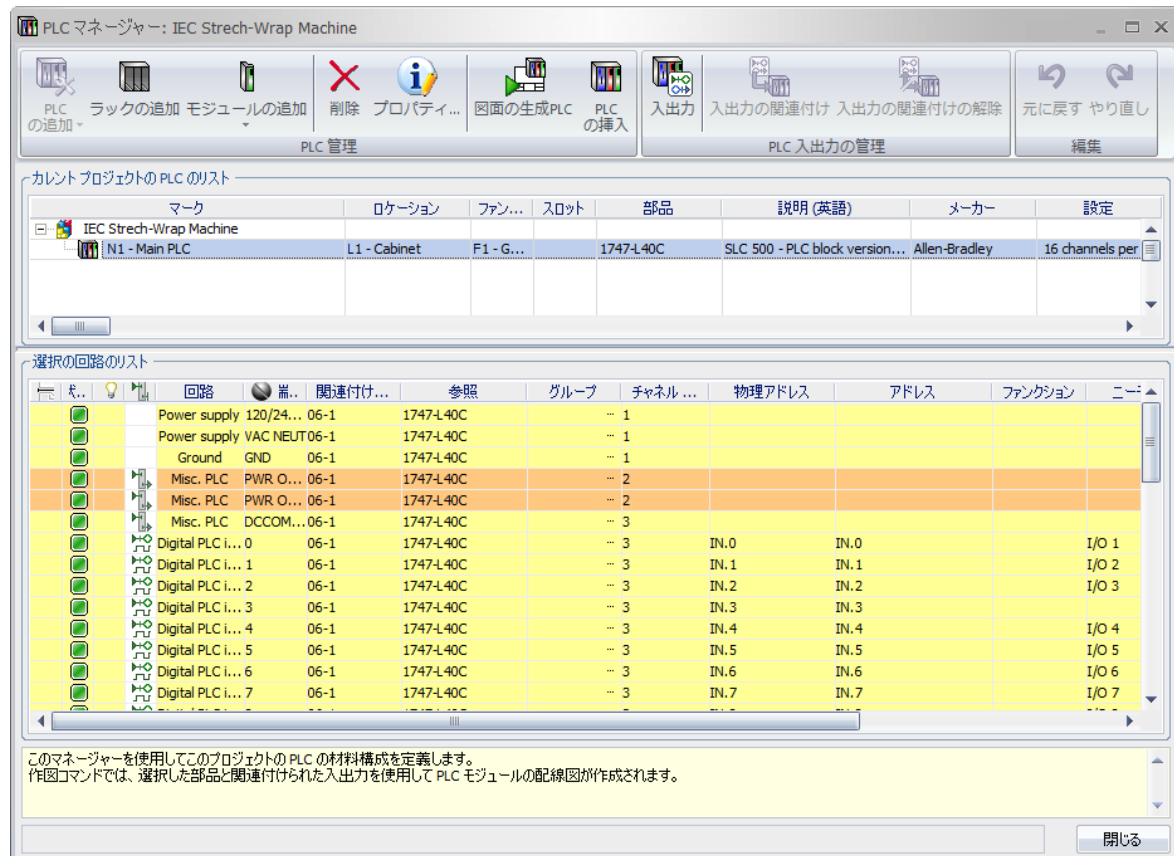 PLC マネージャー: IEC Strech-Wrap Machine
PLC の追加
ラックの追加
モジュールの追加
削除
プロパティ...
図面の生成PLC
PLC の挿入
入出力
入出力の関連付け
入出力の関連付けの解除
元に戻す
やり直し
PLC 管理
PLC 入出力の管理
編集
カレント プロジェクトの PLC のリスト
マーク ロケーション ファン... スロット 部品 説明 (英語) メーカー 設定
IEC Strech-Wrap Machine
N1 - Main PLC L1 - Cabinet F1 - G... 1747-L40C SLC 500 - PLC block version... Allen-Bradley 16 channels per
選択の回路のリスト
回路 関連付け... 参照 グループ チャネル ... 物理アドレス アドレス ファンクション
Power supply 120/24... 06-1 1747-L40C ... 1
Power supply VAC NEUT 06-1 1747-L40C ... 1
Ground GND 06-1 1747-L40C ... 1
Misc. PLC PWR O... 06-1 1747-L40C ... 2
Misc. PLC PWR O... 06-1 1747-L40C ... 2
Misc. PLC DCCOM... 06-1 1747-L40C ... 3
Digital PLC i... 0 06-1 1747-L40C ... 3 IN.0 IN.0 I/O 1
Digital PLC i... 1 06-1 1747-L40C ... 3 IN.1 IN.1 I/O 2
Digital PLC i... 2 06-1 1747-L40C ... 3 IN.2 IN.2 I/O 3
Digital PLC i... 3 06-1 1747-L40C ... 3 IN.3 IN.3
Digital PLC i... 4 06-1 1747-L40C ... 3 IN.4 IN.4 I/O 4
Digital PLC i... 5 06-1 1747-L40C ... 3 IN.5 IN.5 I/O 5
Digital PLC i... 6 06-1 1747-L40C ... 3 IN.6 IN.6 I/O 6
Digital PLC i... 7 06-1 1747-L40C ... 3 IN.7 IN.7 I/O 7
このマネージャーを使用してこのプロジェクトの PLC の材料構成を定義します。
作図コマンドでは、選択した部品と関連付けられた入出力を使用して PLC モジュールの配線図が作成されます。
閉じる